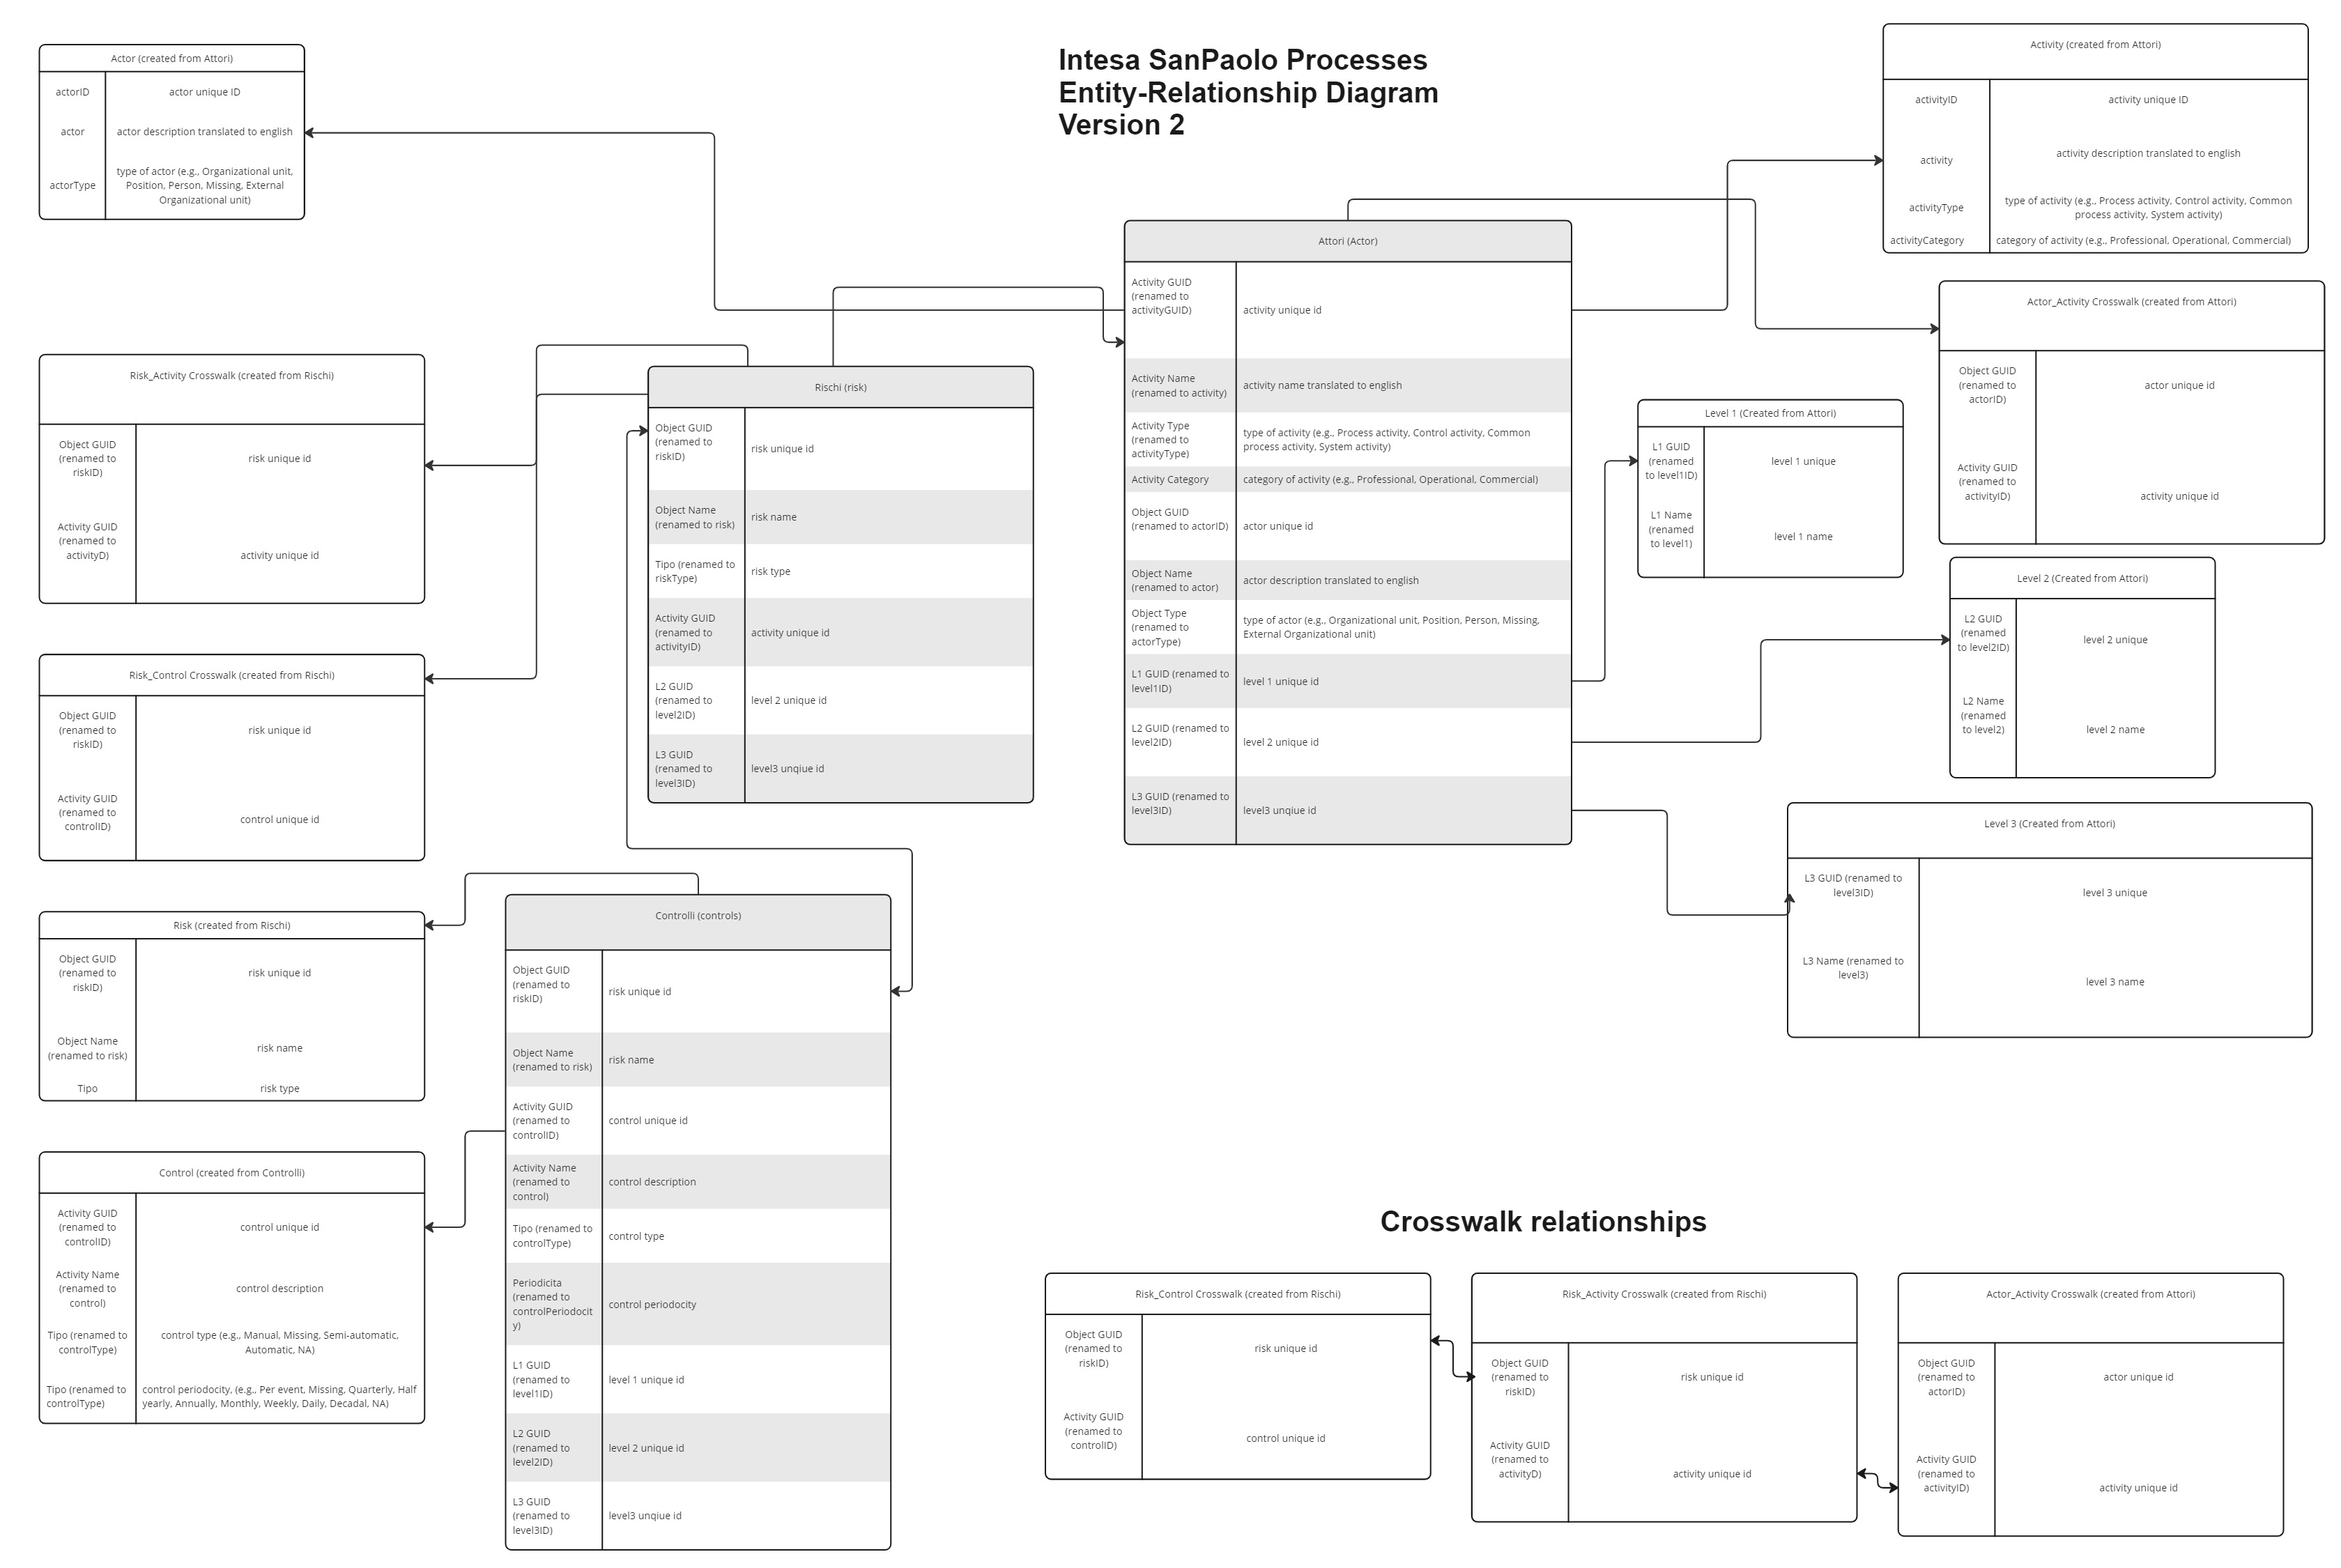 Intesa SanPaolo Processes
Entity-Relationship Diagram
Version 2
Actor (created from Attori)
actorID
actor unique ID
actor
actor description translated to english
actorType
type of actor (e.g., Organizational unit,
Position, Person, Missing, External
Organizational unit)
Activity (created from Attori)
activityID
activity unique ID
activity
activity description translated to english
activityType
type of activity (e.g., Process activity, Control activity, Common
process activity, System activity)
activityCategory
category of activity (e.g., Professional, Operational, Commercial)
Attori (Actor)
Activity GUID
(renamed to
activityGUID)
activity unique id
Activity Name
(renamed to activity)
activity name translated to english
Activity Type
(renamed to
activityType)
type of activity (e.g., Process activity, Control activity, Common
process activity, System activity)
Activity Category
category of activity (e.g., Professional, Operational, Commercial)
Object GUID
(renamed to actorID)
actor unique id
Object Name
(renamed to actor)
actor description translated to english
Object Type
(renamed to
actorType)
type of actor (e.g., Organizational unit, Position, Person, Missing,
External Organizational unit)
L1 GUID (renamed to
level1ID)
level 1 unique id
L2 GUID (renamed to
level2ID)
level 2 unique id
L3 GUID (renamed to
level3ID)
level3 unqiue id
Actor_Activity Crosswalk (created from Attori)
Object GUID
(renamed to
actorID)
actor unique id
Activity GUID
(renamed to
activityID)
activity unique id
Risk_Activity Crosswalk (created from Rischi)
Object GUID
(renamed to
riskID)
risk unique id
Activity GUID
(renamed to
activityD)
activity unique id
Rischi (risk)
Object GUID
(renamed to
riskID)
risk unique id
Object Name
(renamed to risk)
risk name
Tipo (renamed to
riskType)
risk type
Activity GUID
(renamed to
activityID)
activity unique id
L2 GUID
(renamed to
level2ID)
level 2 unique id
L3 GUID
(renamed to
level3ID)
level3 unqiue id
Level 1 (Created from Attori)
L1 GUID
(renamed
to level1ID)
level 1 unique
L1 Name
(renamed
to level1)
level 1 name
Level 2 (Created from Attori)
L2 GUID
(renamed
to level2ID)
level 2 unique
L2 Name
(renamed
to level2)
level 2 name
Risk_Control Crosswalk (created from Rischi)
Object GUID
(renamed to
riskID)
risk unique id
Activity GUID
(renamed to
controlID)
control unique id
Level 3 (Created from Attori)
L3 GUID (renamed to
level3ID)
level 3 unique
L3 Name (renamed to
level3)
level 3 name
Risk (created from Rischi)
Object GUID
(renamed to
riskID)
risk unique id
Object Name
(renamed to risk)
risk name
Tipo
risk type
Controlli (controls)
Object GUID
(renamed to
riskID)
risk unique id
Object Name
(renamed to risk)
risk name
Activity GUID
(renamed to
controlID)
control unique id
Activity Name
(renamed to
control)
control description
Tipo (renamed to
controlType)
control type
Periodicita
(renamed to
controlPeriodocit
y)
control periodocity
L1 GUID
(renamed to
level1ID)
level 1 unique id
L2 GUID
(renamed to
level2ID)
level 2 unique id
L3 GUID
(renamed to
level3ID)
level3 unqiue id
Control (created from Controlli)
Activity GUID
(renamed to
controlID)
control unique id
Activity Name
(renamed to
control)
control description
Tipo (renamed to
controlType)
control type (e.g., Manual, Missing, Semi-automatic,
Automatic, NA)
Tipo (renamed to
controlType)
control periodocity, (e.g., Per event, Missing, Quarterly, Half
yearly, Annually, Monthly, Weekly, Daily, Decadal, NA)
Crosswalk relationships
Risk_Control Crosswalk (created from Rischi)
Object GUID
(renamed to
riskID)
risk unique id
Activity GUID
(renamed to
controlID)
control unique id
Risk_Activity Crosswalk (created from Rischi)
Object GUID
(renamed to
riskID)
risk unique id
Activity GUID
(renamed to
activityD)
activity unique id
Actor_Activity Crosswalk (created from Attori)
Object GUID
(renamed to
actorID)
actor unique id
Activity GUID
(renamed to
activityID)
activity unique id